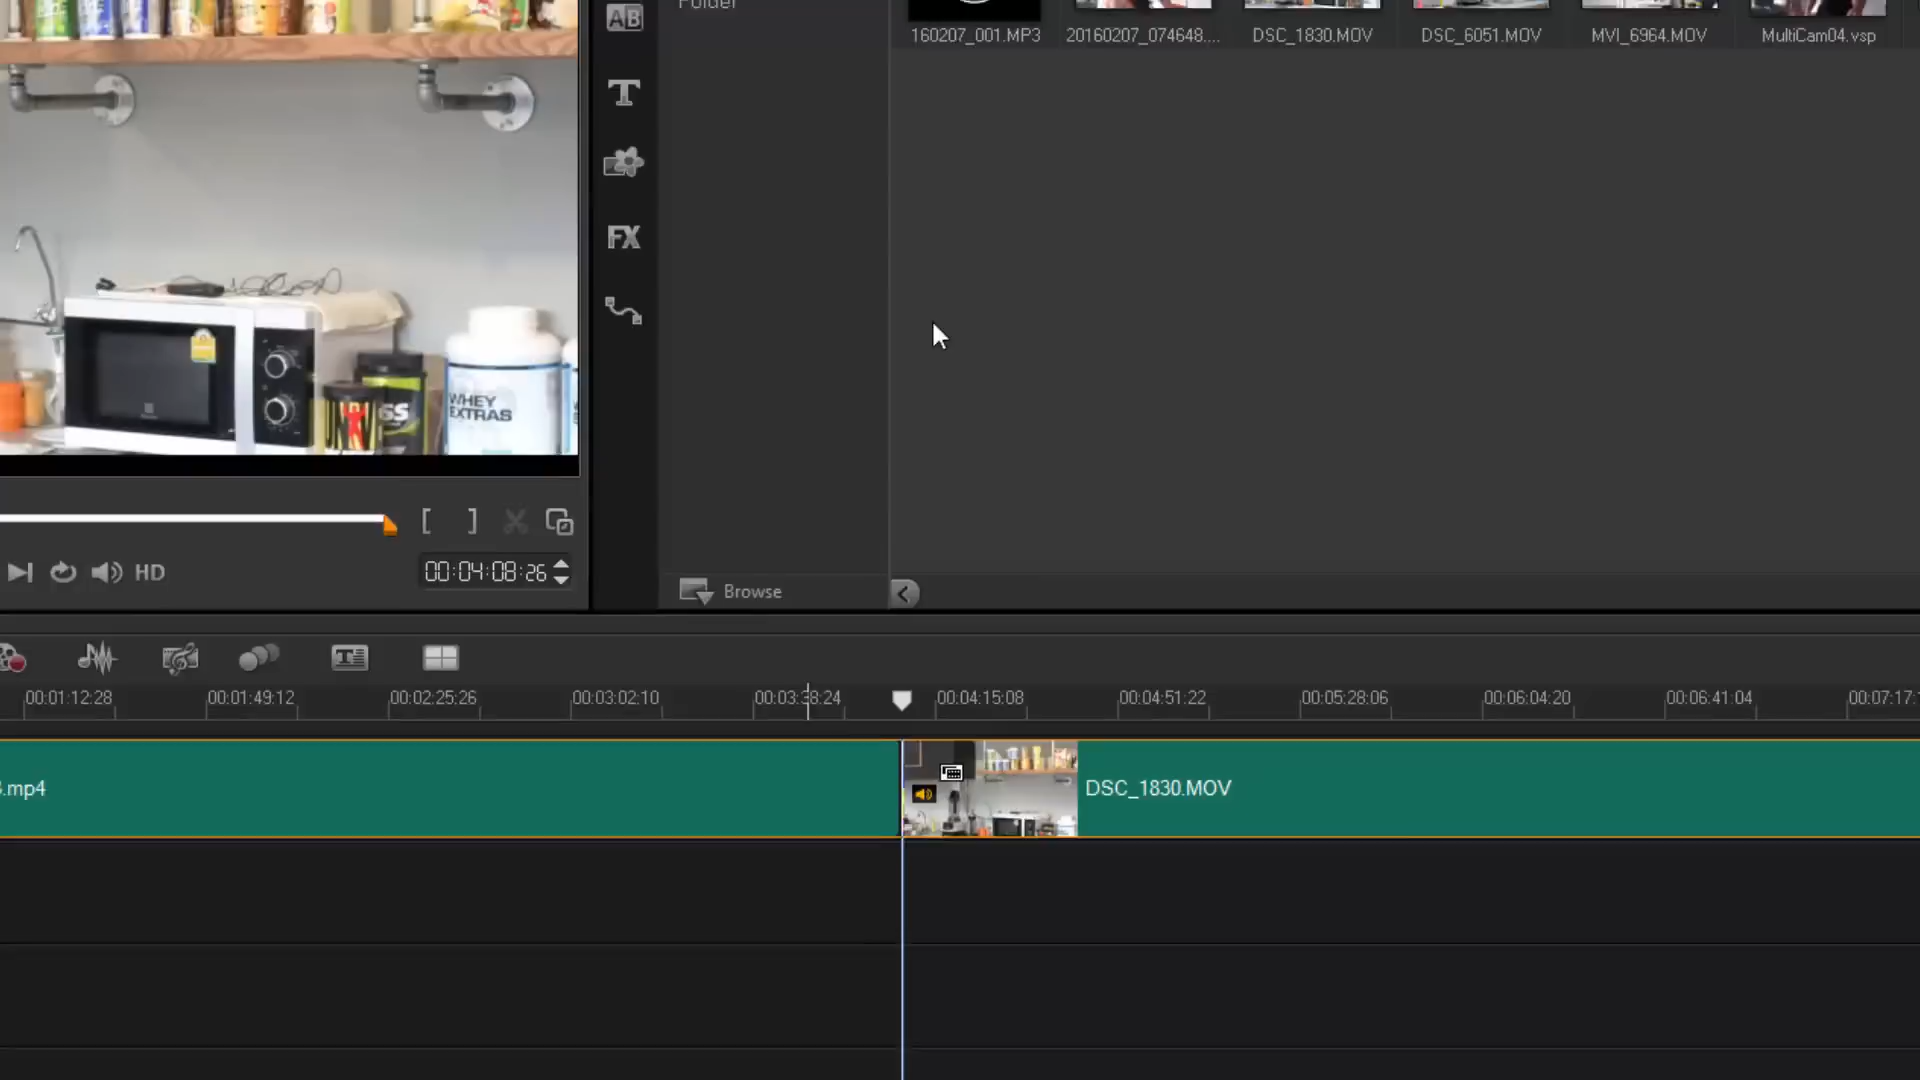 Folder
160207_001.MP3 20160207_074648.... DSC_1830.MOV DSC_6051.MOV MVI_6964.MOV MultiCam04.vsp
AB
T
FX
WHEY
EXTRAS
[ ]
HD 00:04:08:26
Browse
00:01:12:28 00:01:49:12 00:02:25:26 00:03:02:10 00:03:38:24 00:04:15:08 00:04:51:22 00:05:28:06 00:06:04:20 00:06:41:04 00:07:17:
.mp4 DSC_1830.MOV